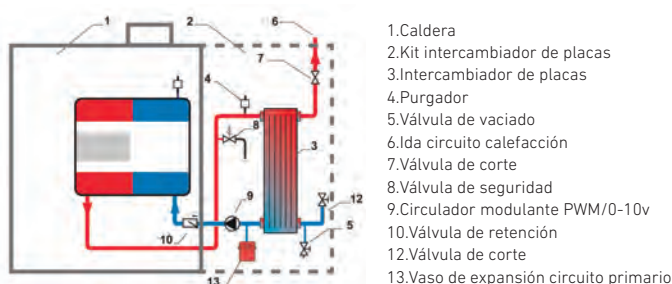 1
2
6
7
4
8
3
9
12
10
5
13
1.Caldera
2.Kit intercambiador de placas
3.Intercambiador de placas
4.Purgador
5.Válvula de vaciado
6.Ida circuito calefacción
7.Válvula de corte
8.Válvula de seguridad
9.Circulador modulante PWM/0-10v
10.Válvula de retención
12.Válvula de corte
13.Vaso de expansión circuito primario